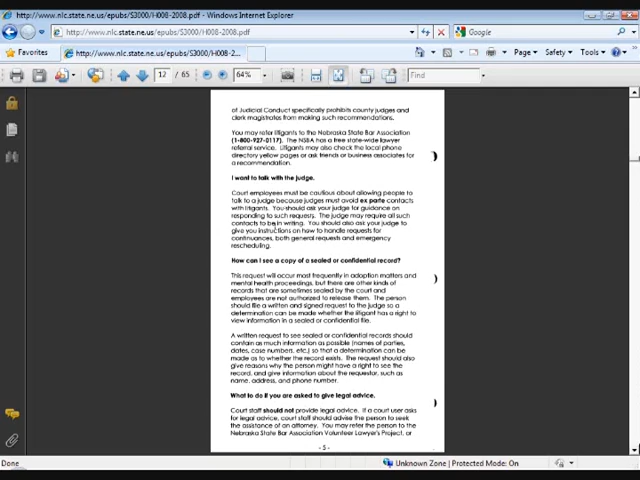 http://www.nlc.state.ne.us/epubs/S3000/H008-2008.pdf - Windows Internet Explorer
http://www.nlc.state.ne.us/epubs/S3000/H008-2008.pdf
Google
Favorites
http://www.nlc.state.ne.us/epubs/S3000/H008-2...
Page
Safety
Tools
12 / 65
64%
Find
of Judicial Conduct specifically prohibits county judges and
clerk magistrates from making such recommendations.
You may refer litigants to the Nebraska State Bar Association
(1-800-927-0117). The NSBA has a free state-wide lawyer
referral service. Litigants may also check the local phone
directory yellow pages or ask friends or business associates for
a recommendation.
I want to talk with the judge.
Court employees must be cautious about allowing people to
talk to a judge because judges must avoid ex parte contacts
with litigants. You should ask your judge for guidance on
responding to such requests. The judge may require all such
contacts to be in writing. You should also ask your judge to
give you instructions on how to handle requests for
continuances, both general requests and emergency
rescheduling.
How can I see a copy of a sealed or confidential record?
This request will occur most frequently in adoption matters and
mental health proceedings, but there are other kinds of
records that are sometimes sealed by the court and
employees are not authorized to release them. The person
should file a written and signed request to the judge so a
determination can be made whether the litigant has a right to
view information in a sealed or confidential file.
A written request to see sealed or confidential records should
contain as much information as possible (names of parties,
dates, case numbers, etc.) so that a determination can be
made as to whether the record exists. The request should also
give reasons why the person might have a right to see the
record, and give information about the requestor, such as
name, address, and phone number.
What to do if you are asked to give legal advice.
Court staff should not provide legal advice. If a court user asks
for legal advice, court staff should advise the person to seek
the assistance of an attorney. You may refer the person to the
Nebraska State Bar Association Volunteer Lawyer's Project, or
- 5 -
Done
Unknown Zone | Protected Mode: On